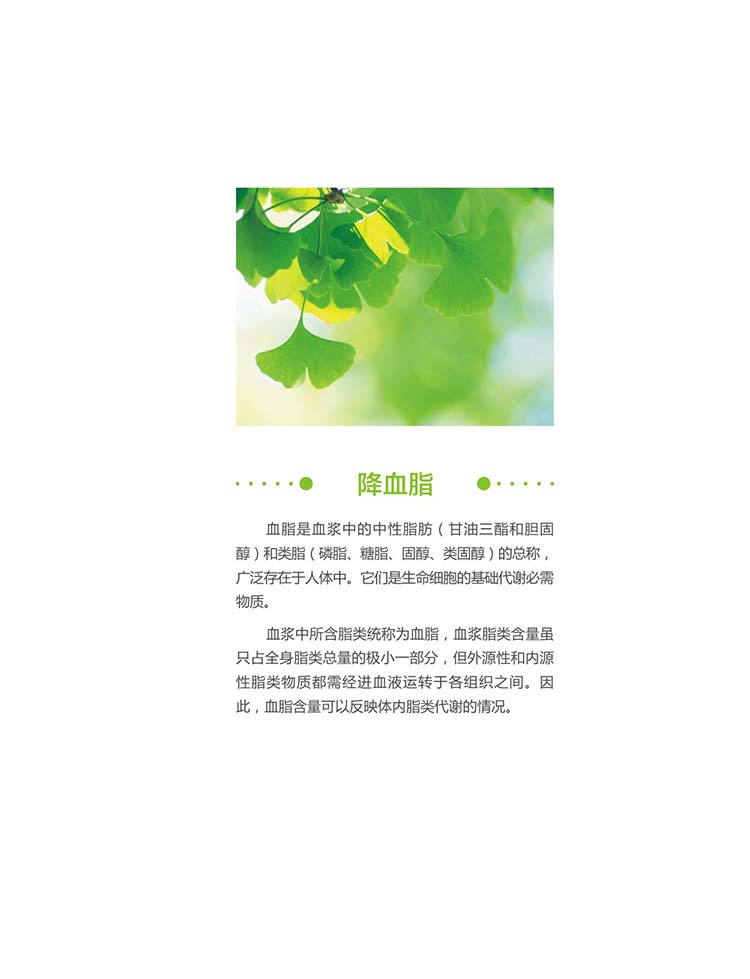 降血脂
血脂是血浆中的中性脂肪（甘油三酯和胆固
醇）和类脂（磷脂、糖脂、固醇、类固醇）的总称，
广泛存在于人体中。它们是生命细胞的基础代谢必需
物质。
血浆中所含脂类统称为血脂，血浆脂类含量虽
只占全身脂类总量的极小一部分，但外源性和内源
性脂类物质都需经进血液运转于各组织之间。因
此，血脂含量可以反映体内脂类代谢的情况。